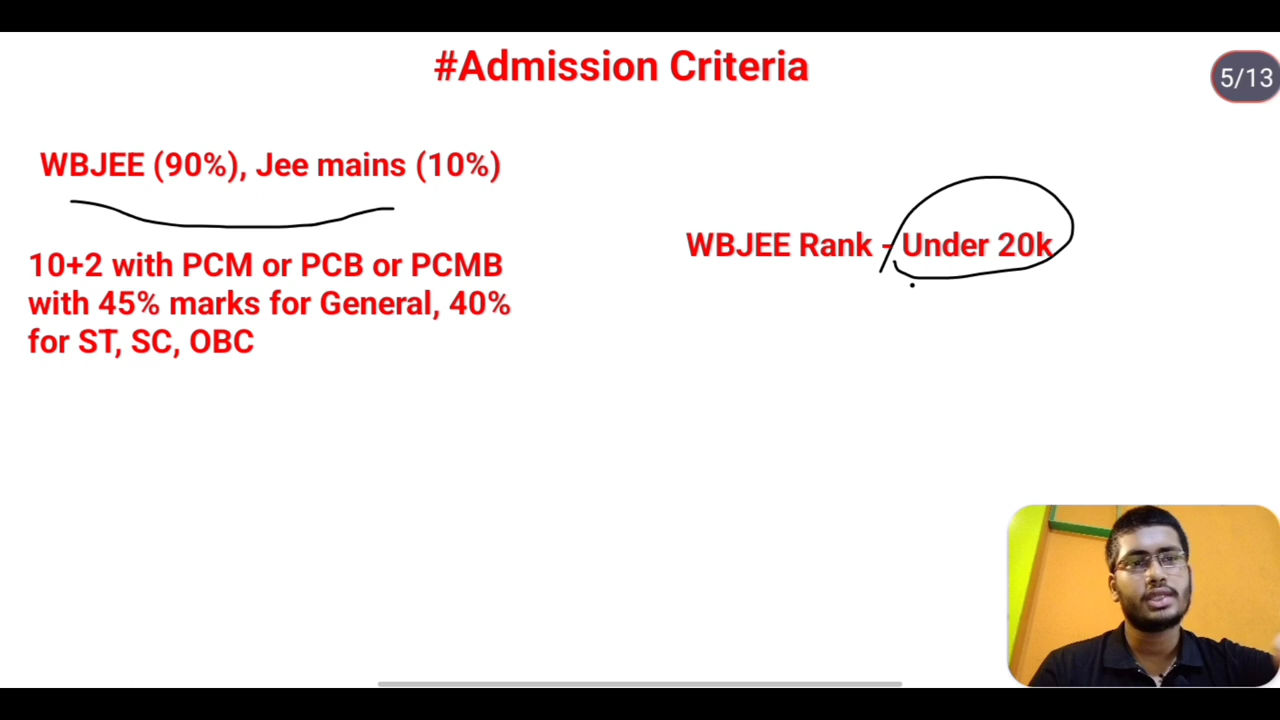 #Admission Criteria
5/13
WBJEE (90%), Jee mains (10%)
10+2 with PCM or PCB or PCMB
with 45% marks for General, 40%
for ST, SC, OBC
WBJEE Rank - Under 20k